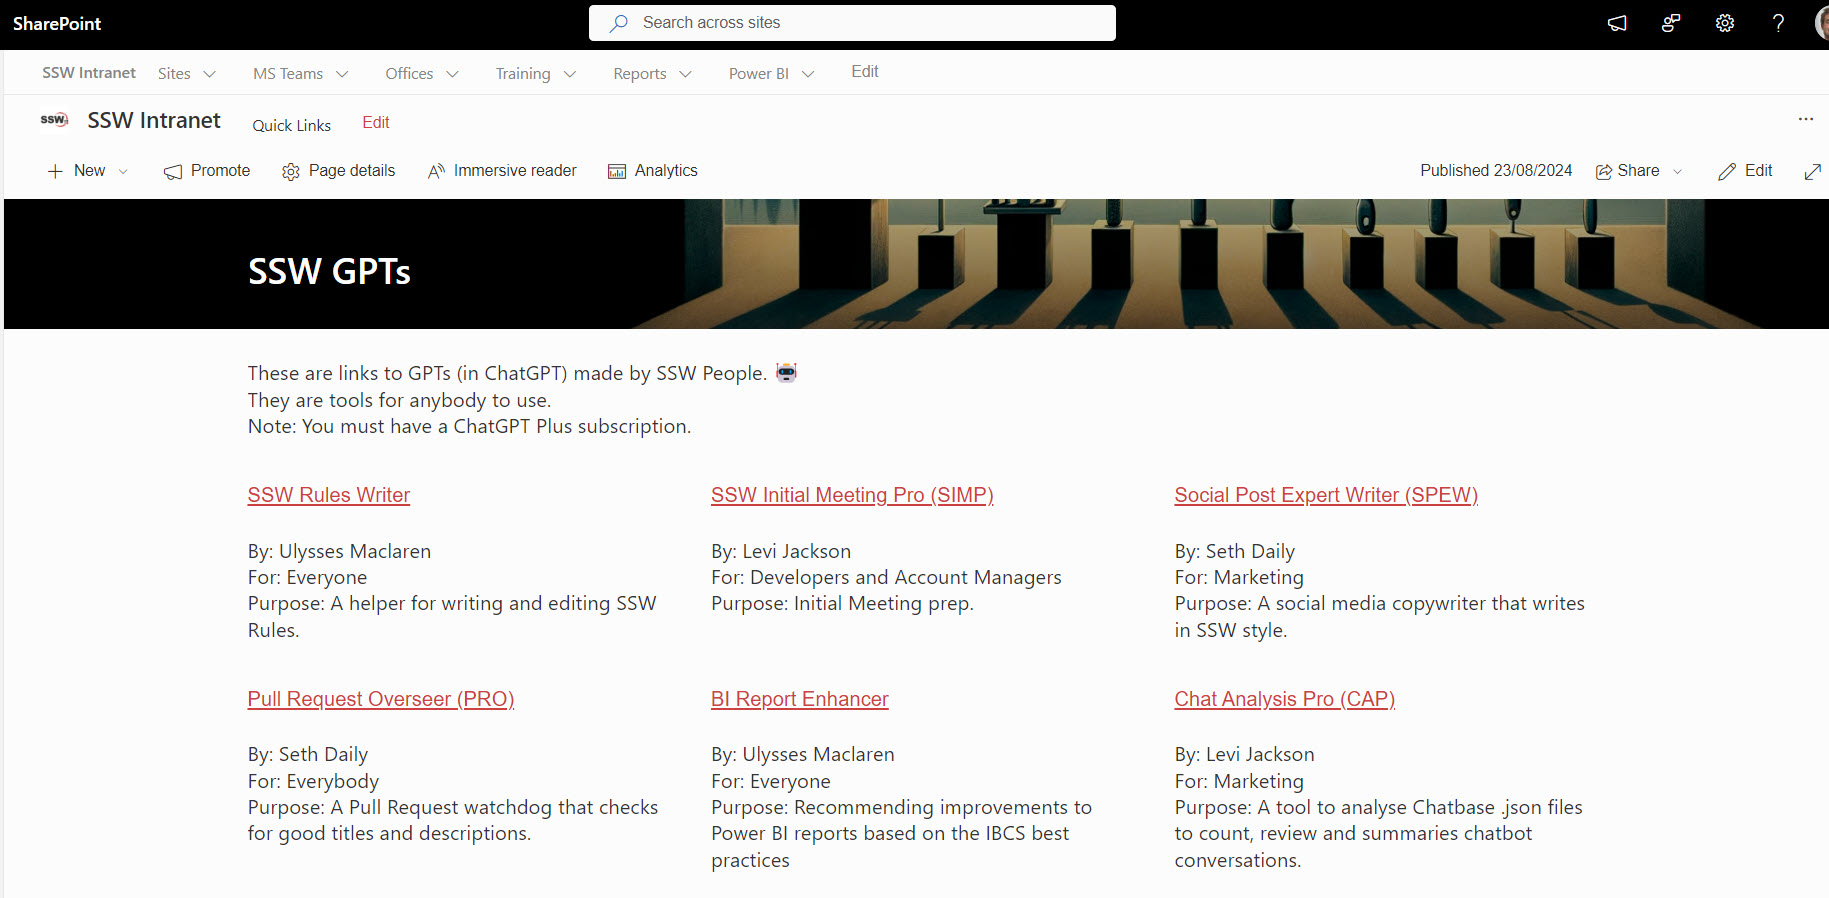 SharePoint
Search across sites
SSW Intranet Sites MS Teams Offices Training Reports Power BI Edit
SSW
SSW Intranet Quick Links Edit
New Promote Page details Immersive reader Analytics Published 23/08/2024 Share Edit
SSW GPTs
These are links to GPTs (in ChatGPT) made by SSW People.
They are tools for anybody to use.
Note: You must have a ChatGPT Plus subscription.
SSW Rules Writer
By: Ulysses Maclaren
For: Everyone
Purpose: A helper for writing and editing SSW
Rules.
SSW Initial Meeting Pro (SIMP)
By: Levi Jackson
For: Developers and Account Managers
Purpose: Initial Meeting prep.
Social Post Expert Writer (SPEW)
By: Seth Daily
For: Marketing
Purpose: A social media copywriter that writes
in SSW style.
Pull Request Overseer (PRO)
By: Seth Daily
For: Everybody
Purpose: A Pull Request watchdog that checks
for good titles and descriptions.
BI Report Enhancer
By: Ulysses Maclaren
For: Everyone
Purpose: Recommending improvements to
Power BI reports based on the IBCS best
practices
Chat Analysis Pro (CAP)
By: Levi Jackson
For: Marketing
Purpose: A tool to analyse Chatbase .json files
to count, review and summaries chatbot
conversations.